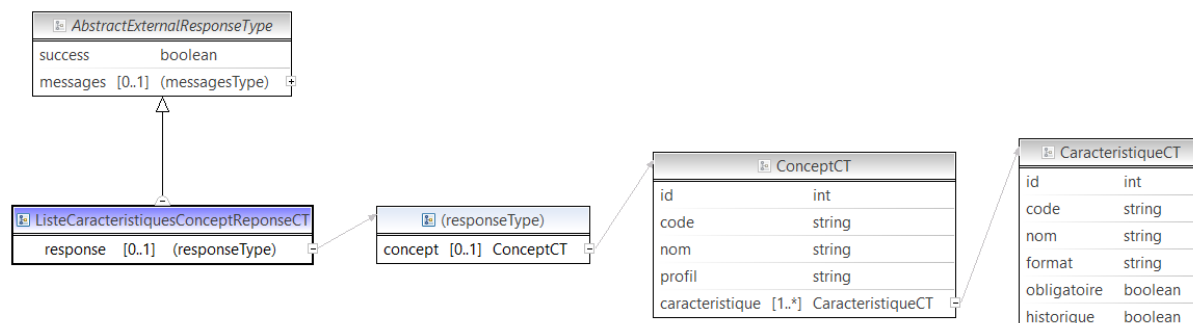 AbstractExternalResponseType
success boolean
messages [0..1] (messagesType)
ListeCaracteristiquesConceptReponseCT
response [0..1] (responseType)
(responseType)
concept [0..1] ConceptCT
ConceptCT
id int
code string
nom string
profil string
caracteristique [1..*] CaracteristiqueCT
CaracteristiqueCT
id int
code string
nom string
format string
obligatoire boolean
historique boolean